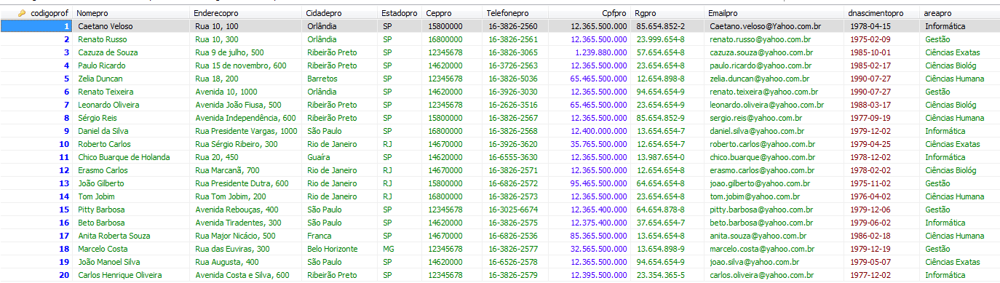 codigoprof Nomepro Enderecopro Cidadepro Estadopro Ceppro Telefonepro Cpfpro Rgpro Emailpro dnascimentopro areapro
1 Caetano Veloso Rua 10, 100 Orlândia SP 15800000 16-3826-2560 12.365.500.000 85.654.852-2 Caetano.veloso@Yahoo.com.br 1978-04-15 Informática
2 Renato Russo Rua 10, 300 Orlândia SP 16800000 16-3826-2561 12.365.500.000 23.999.654-8 renato.russo@yahoo.com.br 1975-02-09 Gestão
3 Cazuza de Souza Rua 9 de julho, 500 Ribeirão Preto SP 12345678 16-3826-3065 1.239.880.000 57.654.654-8 cazuza.souza@yahoo.com.br 1985-10-01 Ciências Exatas
4 Paulo Ricardo Rua 15 de novembro, 600 Ribeirão Preto SP 14620000 16-3726-2563 12.365.500.000 23.654.654-8 paulo.ricardo@yahoo.com.br 1985-02-17 Ciências Biológ
5 Zelia Duncan Rua 18, 200 Barretos SP 12345678 16-3826-5036 65.465.500.000 12.654.898-8 zelia.duncan@yahoo.com.br 1990-07-27 Ciências Humana
6 Renato Teixeira Avenida 10, 1000 Orlândia SP 14620000 16-3926-3030 12.365.500.000 94.654.654-9 renato.teixeira@yahoo.com.br 1990-07-27 Gestão
7 Leonardo Oliveira Avenida João Fiusa, 500 Ribeirão Preto SP 12345678 16-2626-3516 65.465.500.000 23.654.654-9 leonardo.oliveira@yahoo.com.br 1988-03-17 Ciências Biológ
8 Sérgio Reis Avenida Independência, 600 Ribeirão Preto SP 15800000 16-3826-2567 12.365.500.000 85.654.852-9 sergio.reis@yahoo.com.br 1977-09-19 Ciências Humana
9 Daniel da Silva Rua Presidente Vargas, 1000 São Paulo SP 16800000 16-3826-2568 12.400.000.000 13.654.654-7 daniel.silva@yahoo.com.br 1979-12-02 Informática
10 Roberto Carlos Rua Sérgio Ribeiro, 300 Rio de Janeiro RJ 14670000 16-3926-3620 35.765.500.000 12.654.654-7 roberto.carlos@yahoo.com.br 1979-04-25 Ciências Exatas
11 Chico Buarque de Holanda Rua 20, 450 Guaíra SP 14620000 16-6555-3630 12.365.500.000 13.987.654-0 chico.buarque@yahoo.com.br 1978-12-02 Informática
12 Erasmo Carlos Rua Marcanã, 700 Rio de Janeiro RJ 14670000 16-3826-2571 12.365.500.000 12.654.654-8 erasmo.carlos@yahoo.com.br 1978-12-02 Ciências Biológ
13 João Gilberto Rua Presidente Dutra, 600 Rio de Janeiro RJ 15800000 16-6826-2572 95.465.500.000 64.654.654-8 joao.gilberto@yahoo.com.br 1975-11-02 Gestão
14 Tom Jobim Rua Tom Jobim, 200 Rio de Janeiro RJ 16800000 16-3826-2573 12.365.500.000 23.654.654-8 tom.jobim@yahoo.com.br 1976-04-02 Ciências Humana
15 Pitty Barbosa Avenida Rebouças, 400 São Paulo SP 12345678 16-3025-6674 12.365.400.000 64.654.878-8 pitty.barbosa@yahoo.com.br 1979-12-06 Gestão
16 Beto Barbosa Avenida Tiradentes, 300 São Paulo SP 14620000 16-3826-2575 12.375.400.000 37.654.654-7 beto.barbosa@yahoo.com.br 1979-06-02 Informática
17 Anita Roberta Souza Rua Major Nicácio, 500 Franca SP 14670000 16-6826-2536 85.365.500.000 13.654.654-8 anita.souza@yahoo.com.br 1986-02-18 Ciências Humana
18 Marcelo Costa Rua das Euviras, 300 Belo Horizonte MG 12345678 16-3826-2577 32.565.500.000 13.654.898-9 marcelo.costa@yahoo.com.br 1979-12-06 Gestão
19 João Manoel Silva Rua Augusta, 400 São Paulo SP 14620000 16-6526-2578 12.365.500.000 94.654.654-9 joao.silva@yahoo.com.br 1979-05-07 Ciências Exatas
20 Carlos Henrique Oliveira Avenida Costa e Silva, 600 Ribeirão Preto SP 12345678 16-3826-2579 12.395.500.000 23.354.365-5 carlos.oliveira@yahoo.com.br 1977-12-02 Informática